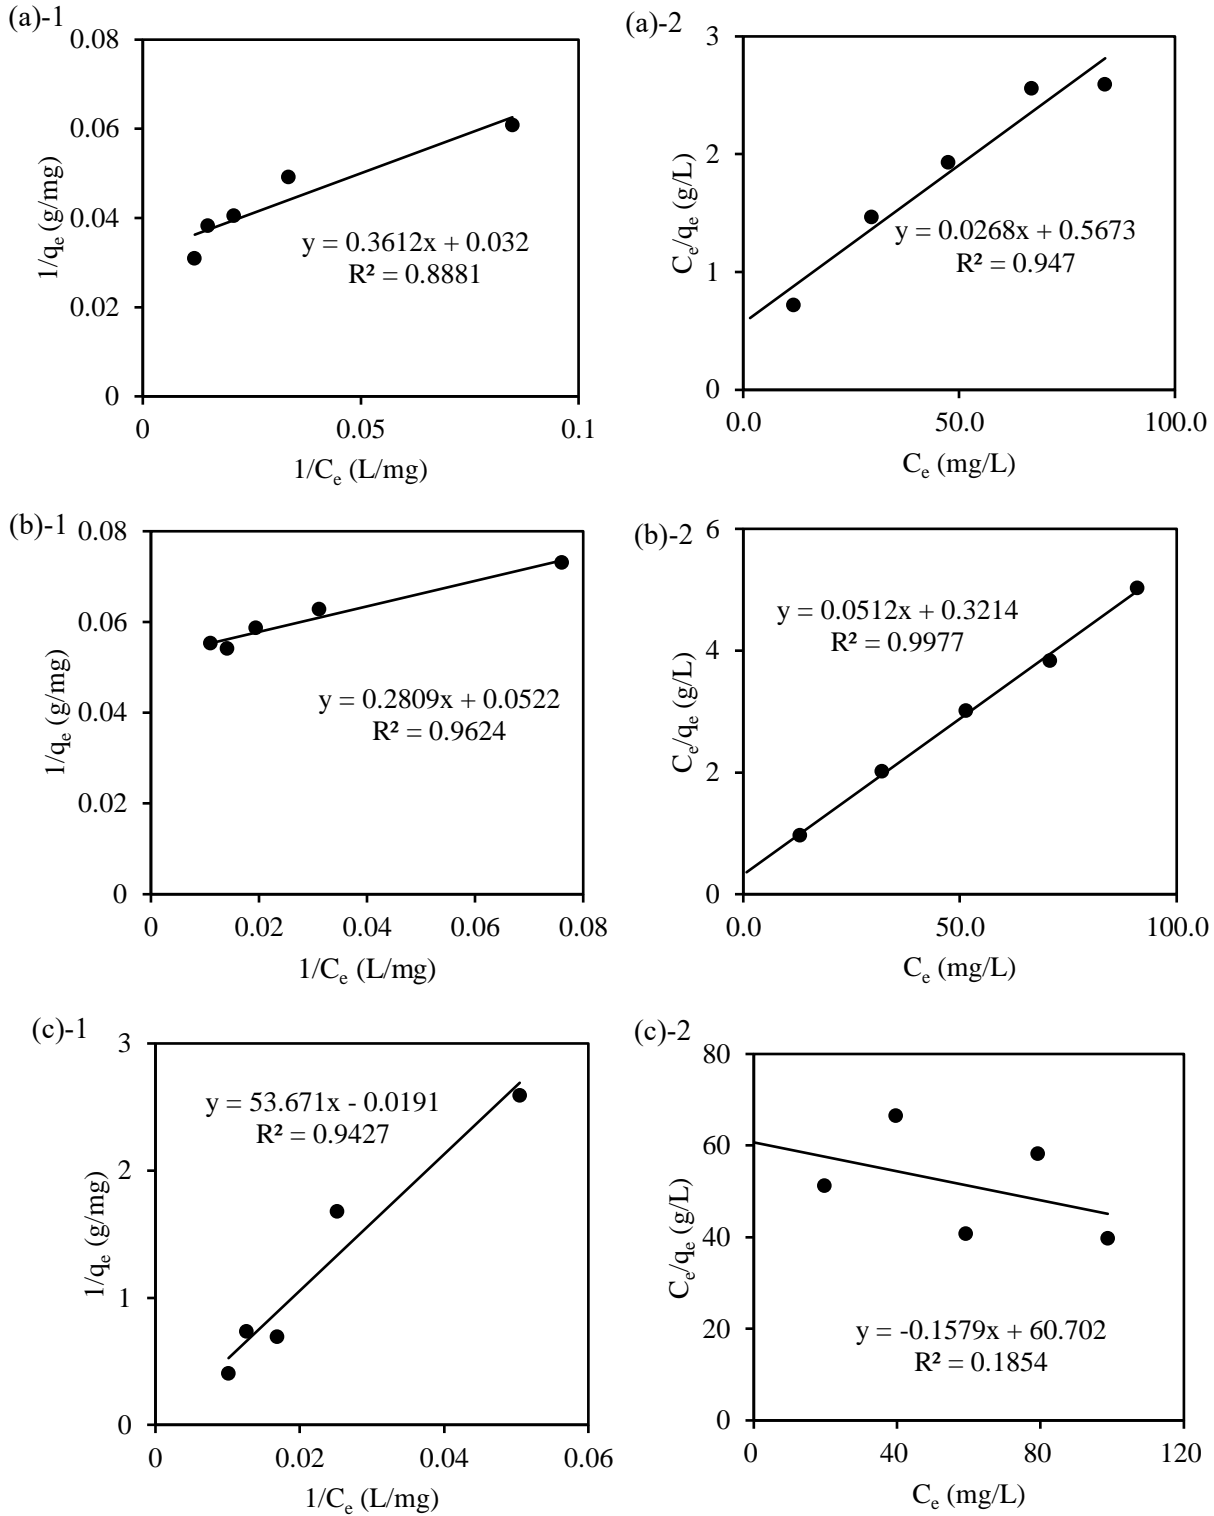 (a)-1
0.08
0.06
0.04
0.02
0
1/qe (g/mg)
y = 0.3612x + 0.032
R² = 0.8881
0
0.05
0.1
1/Ce (L/mg)
(a)-2
3
2
1
0
Ce/qe (g/L)
y = 0.0268x + 0.5673
R² = 0.947
0.0
50.0
100.0
Ce (mg/L)
(b)-1
0.08
0.06
0.04
0.02
0
1/qe (g/mg)
y = 0.2809x + 0.0522
R² = 0.9624
0
0.02
0.04
0.06
0.08
1/Ce (L/mg)
(b)-2
6
4
2
0
Ce/qe (g/L)
y = 0.0512x + 0.3214
R² = 0.9977
0.0
50.0
100.0
Ce (mg/L)
(c)-1
3
2
1
0
1/qe (g/mg)
y = 53.671x - 0.0191
R² = 0.9427
0
0.02
0.04
0.06
1/Ce (L/mg)
(c)-2
80
60
40
20
0
Ce/qe (g/L)
y = -0.1579x + 60.702
R² = 0.1854
0
40
80
120
Ce (mg/L)